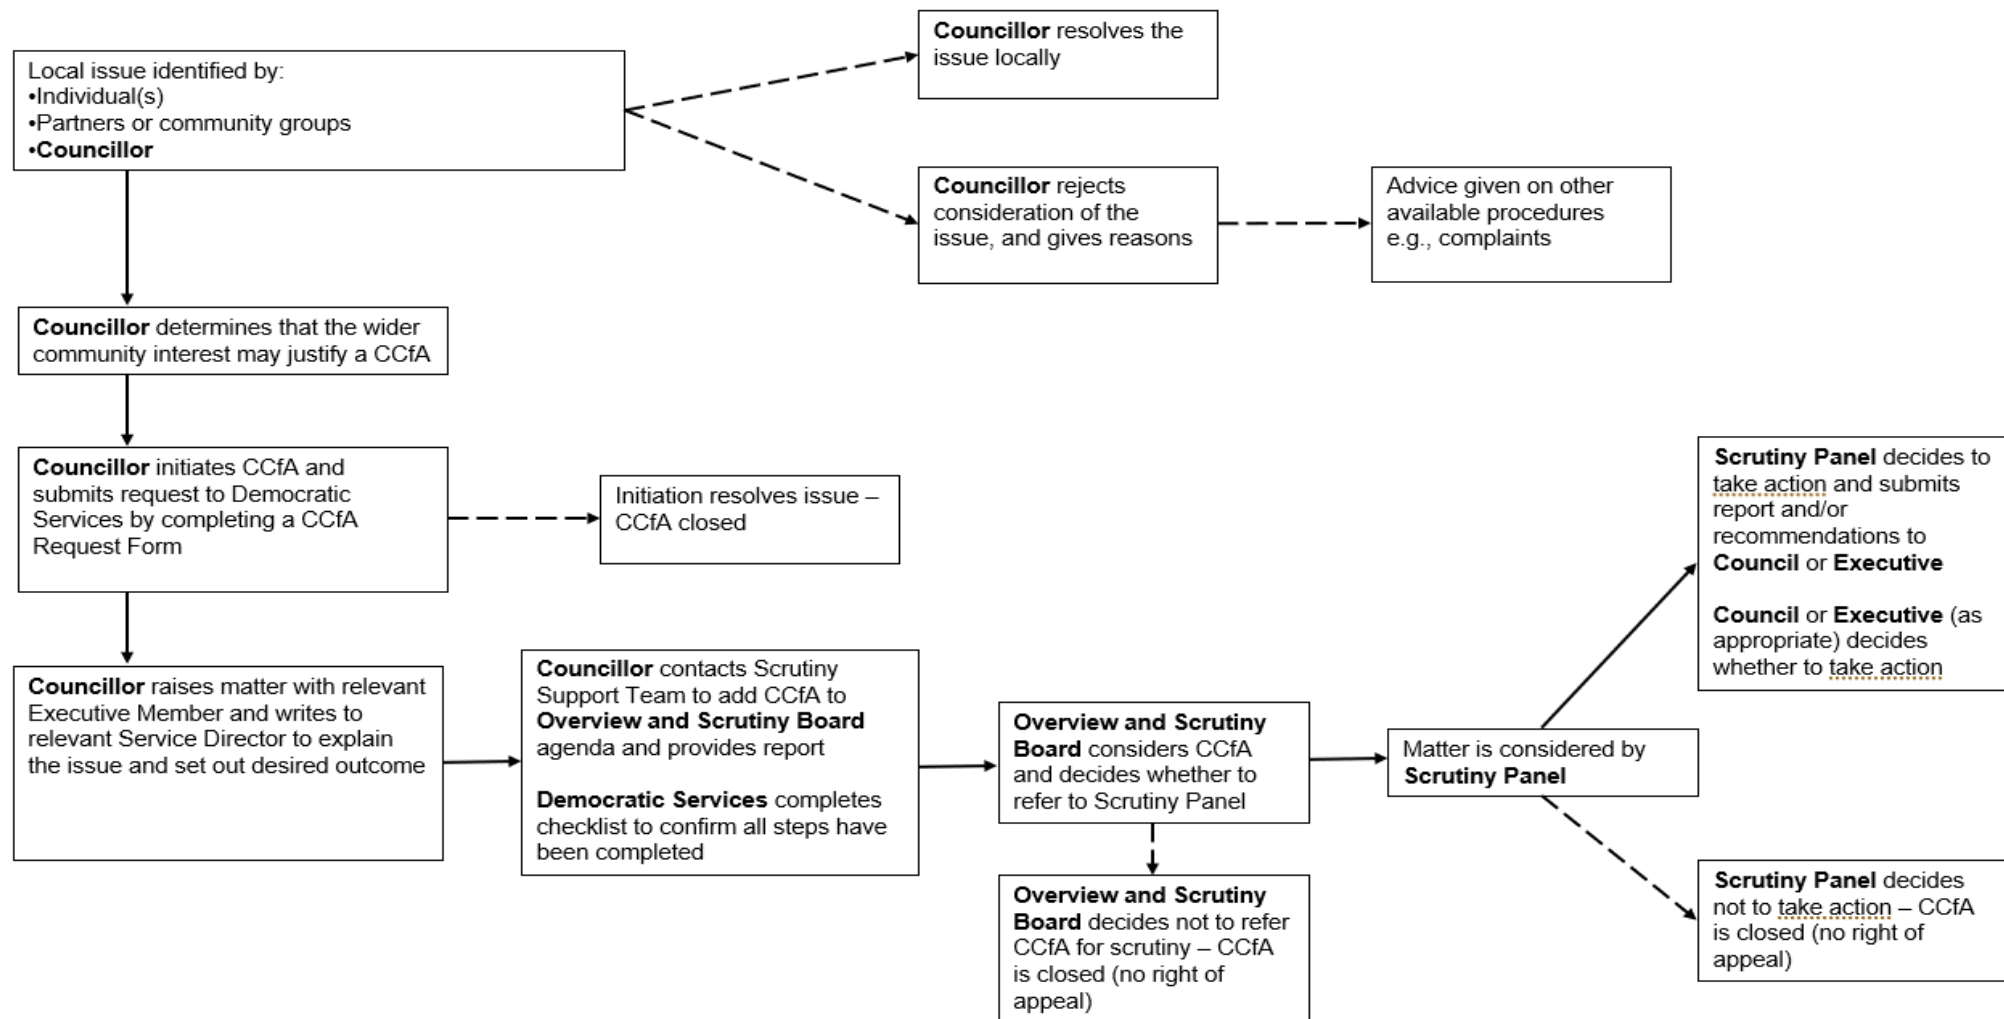 Local issue identified by:
•Individual(s)
•Partners or community groups
•Councillor
Councillor resolves the
issue locally
Councillor rejects
consideration of the
issue, and gives reasons
Advice given on other
available procedures
e.g., complaints
Councillor determines that the wider
community interest may justify a CCfA
Councillor initiates CCfA and
submits request to Democratic
Services by completing a CCfA
Request Form
Initiation resolves issue –
CCfA closed
Councillor raises matter with relevant
Executive Member and writes to
relevant Service Director to explain
the issue and set out desired outcome
Councillor contacts Scrutiny
Support Team to add CCfA to
Overview and Scrutiny Board
agenda and provides report
Democratic Services completes
checklist to confirm all steps have
been completed
Overview and Scrutiny
Board considers CCfA
and decides whether to
refer to Scrutiny Panel
Overview and Scrutiny
Board decides not to refer
CCfA for scrutiny – CCfA
is closed (no right of
appeal)
Matter is considered by
Scrutiny Panel
Scrutiny Panel decides to
take action and submits
report and/or
recommendations to
Council or Executive
Council or Executive (as
appropriate) decides
whether to take action
Scrutiny Panel decides
not to take action – CCfA
is closed (no right of
appeal)